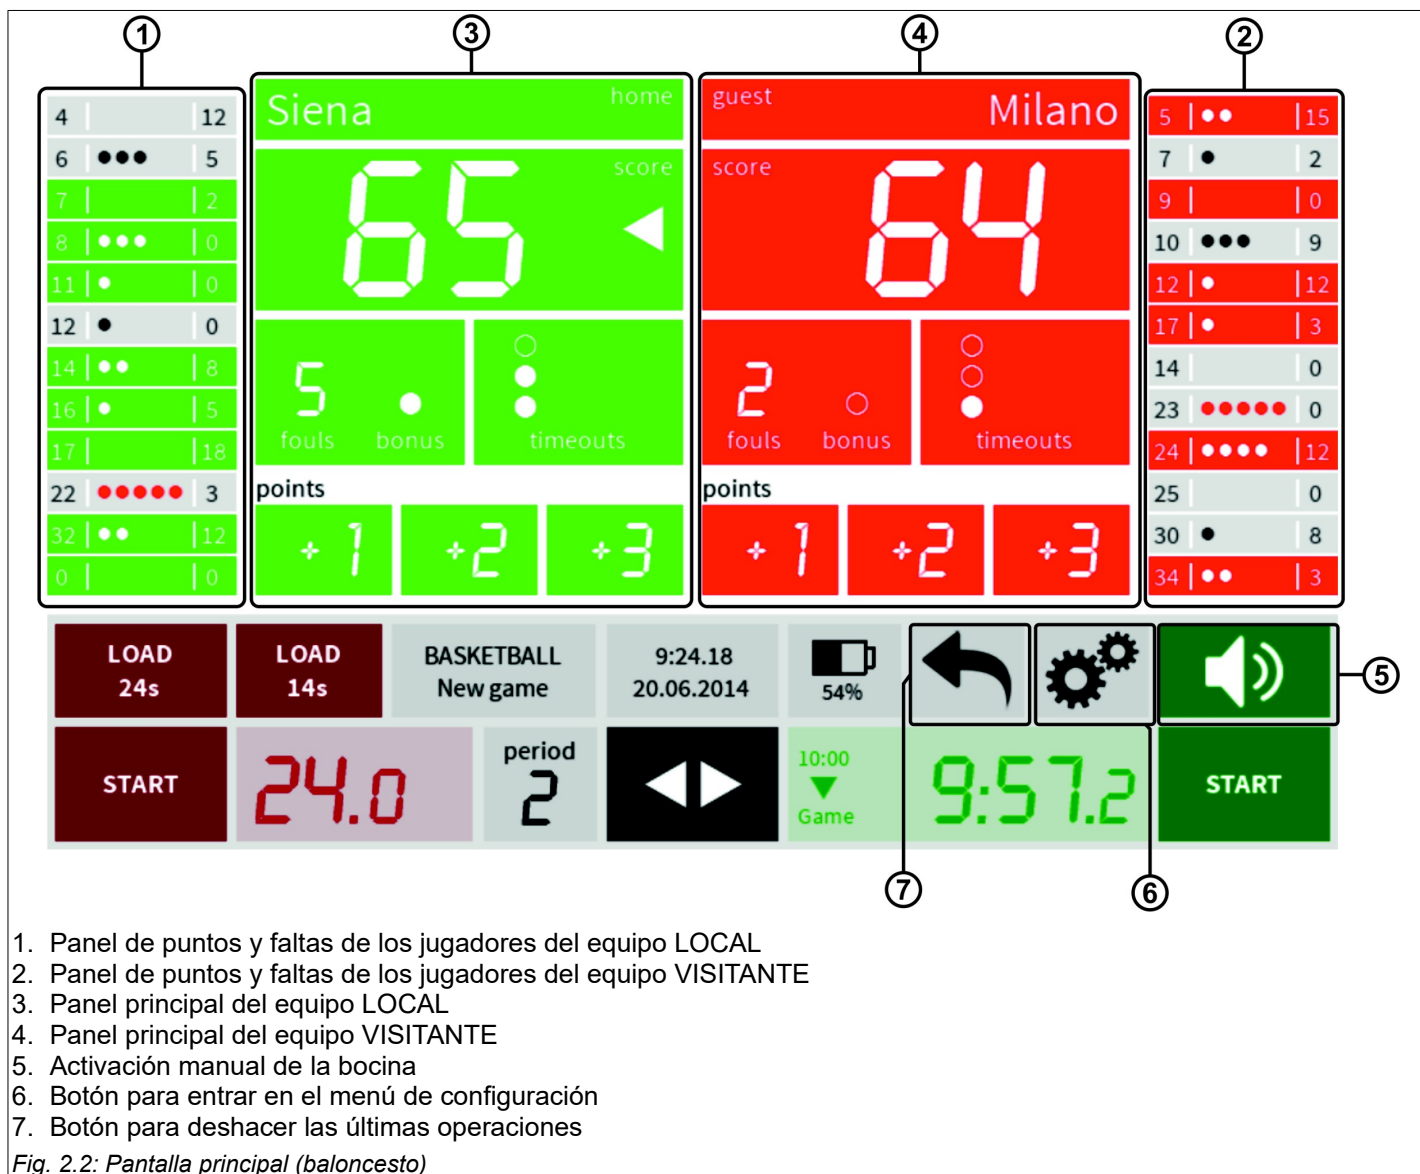 1 3 4 2
4 12
6 5
7 2
8 0
11 0
12 0
14 8
16 5
17 18
22 3
32 12
0 0
Siena home
score
65
5
fouls bonus timeouts
points
+1 +2 +3
guest Milano
score
64
2
fouls bonus timeouts
points
+1 +2 +3
5 15
7 2
9 0
10 9
12 12
17 3
14 0
23 0
24 12
25 0
30 8
34 3
LOAD
24s
LOAD
14s
BASKETBALL
New game
9:24.18
20.06.2014
54%
5
START
24.0
period
2
10:00
Game
9:57.2
START
7 6
1. Panel de puntos y faltas de los jugadores del equipo LOCAL
2. Panel de puntos y faltas de los jugadores del equipo VISITANTE
3. Panel principal del equipo LOCAL
4. Panel principal del equipo VISITANTE
5. Activación manual de la bocina
6. Botón para entrar en el menú de configuración
7. Botón para deshacer las últimas operaciones
Fig. 2.2: Pantalla principal (baloncesto)